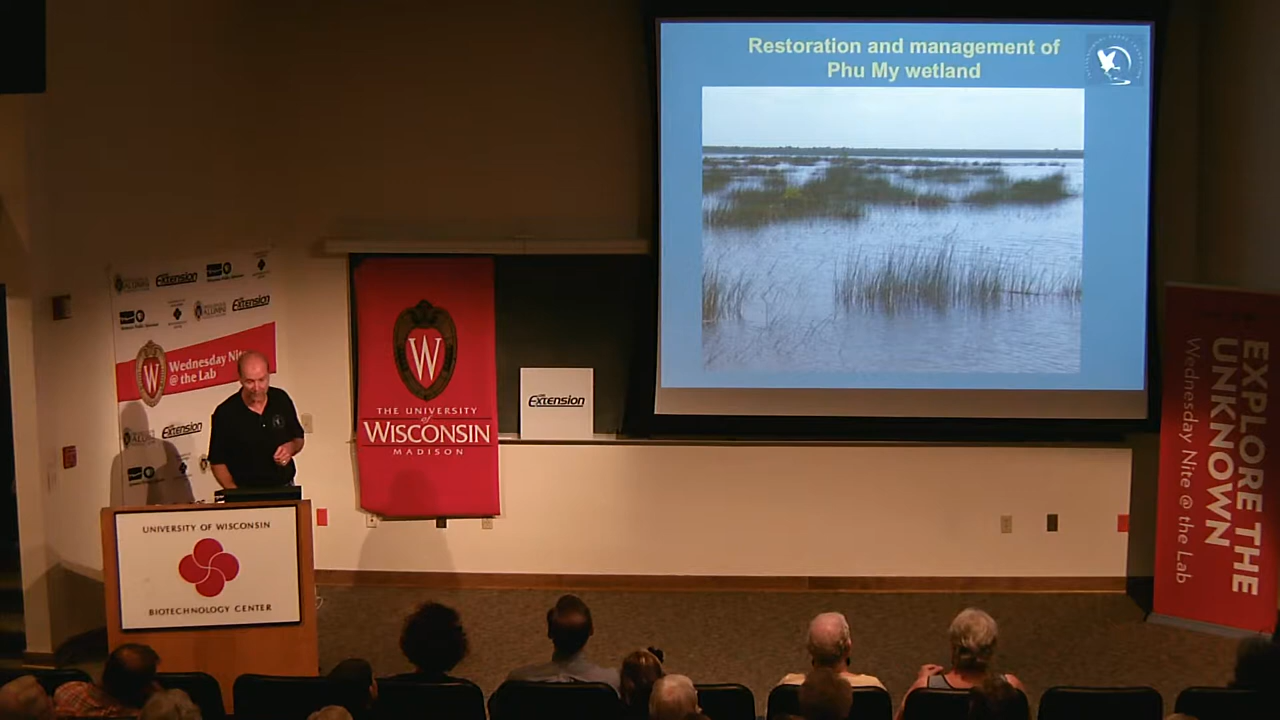 Restoration and management of
Phu My wetland
Extension
Extension
Wednesday Nite
@ the Lab
Extension
W
THE UNIVERSITY
of
WISCONSIN
MADISON
Extension
UNIVERSITY OF WISCONSIN
BIOTECHNOLOGY CENTER
EXPLORE THE
UNKNOWN
Wednesday Nite @ the Lab